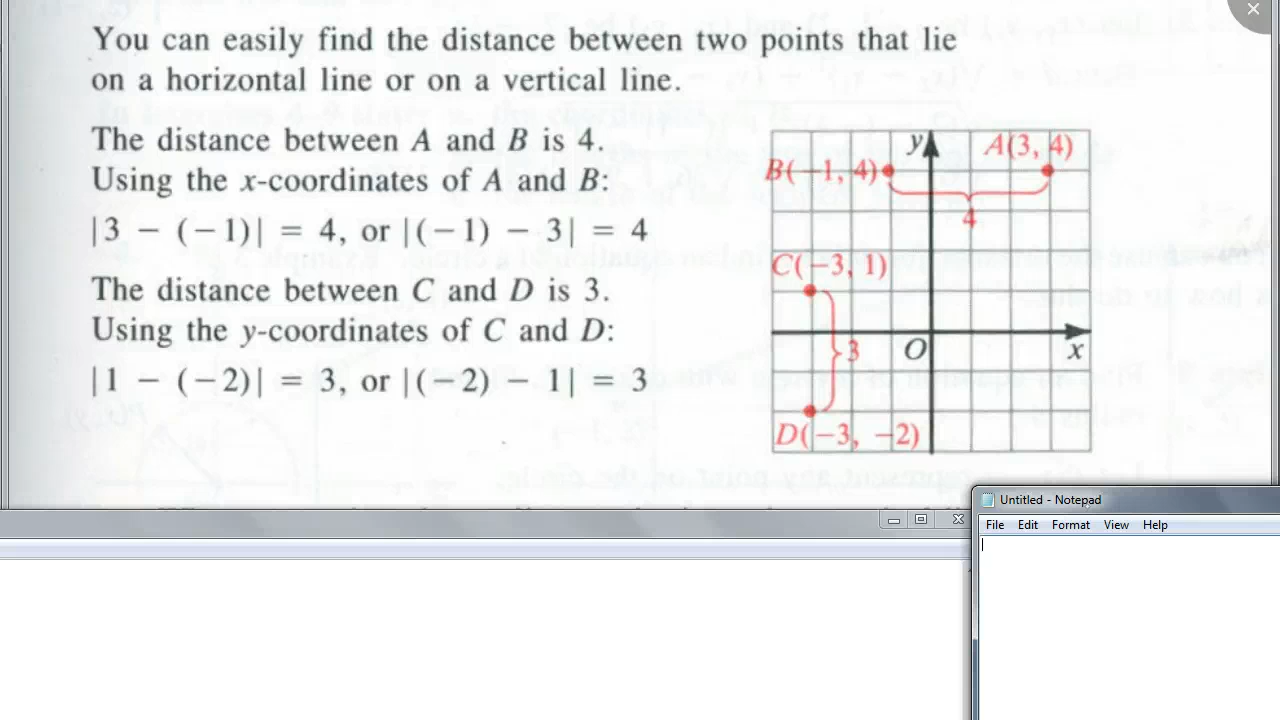 You can easily find the distance between two points that lie
on a horizontal line or on a vertical line.
The distance between A and B is 4.
Using the x-coordinates of A and B:
|3 − (−1)| = 4, or |(−1) − 3| = 4
The distance between C and D is 3.
Using the y-coordinates of C and D:
|1 − (−2)| = 3, or |(−2) − 1| = 3
y
A(3, 4)
B(−1, 4)
4
C(−3, 1)
3
O
x
D(−3, −2)
Untitled - Notepad
File Edit Format View Help